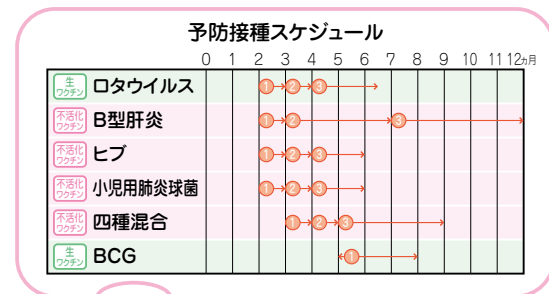 予防接種スケジュール
0 1 2 3 4 5 6 7 8 9 10 11 12ヵ月
生ワクチン ロタウイルス ① ② ③
不活化ワクチン B型肝炎 ① ② ③
不活化ワクチン ヒブ ① ② ③
不活化ワクチン 小児用肺炎球菌 ① ② ③
不活化ワクチン 四種混合 ① ② ③
生ワクチン BCG ①